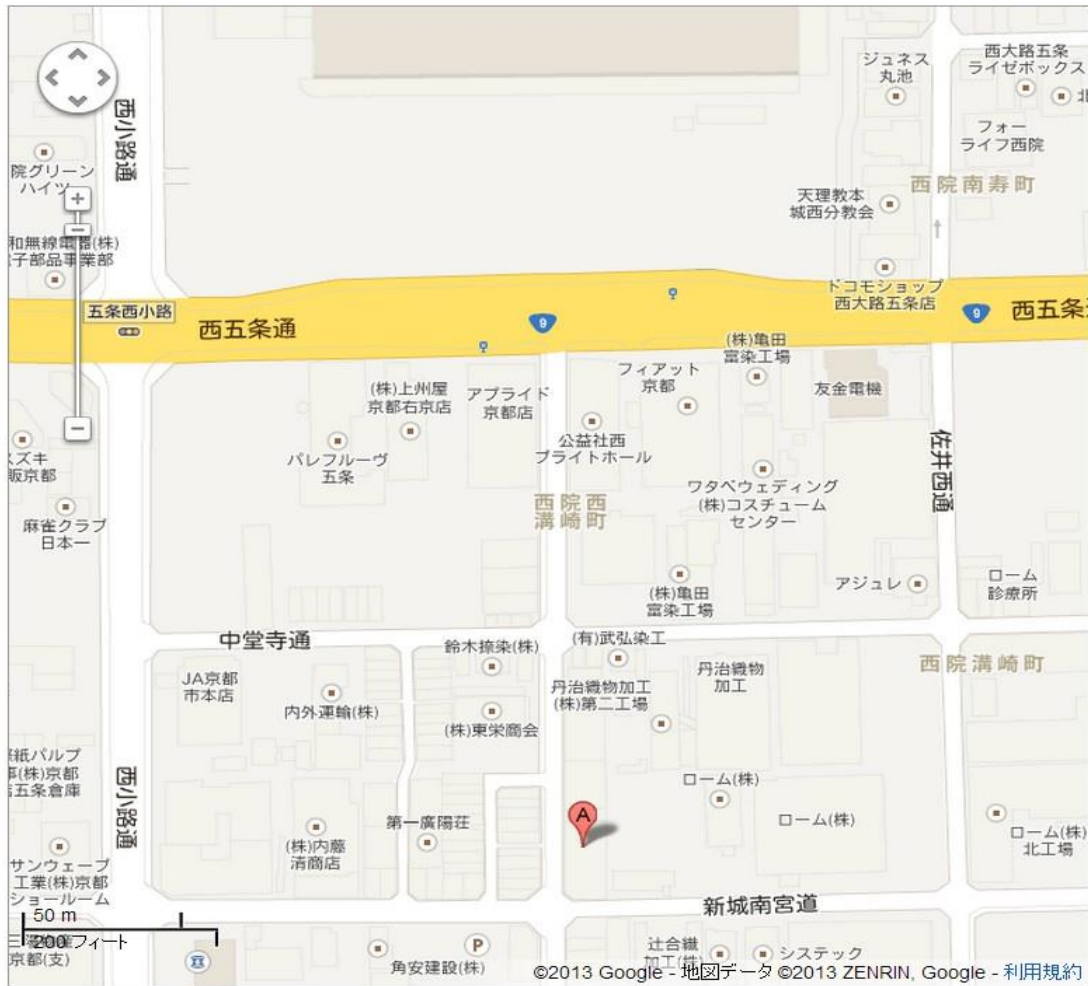 ジュネス
丸池
西大路五条
ライゼボックス
北
西小路通
フォー
ライフ西院
院グリーン
ハイツ
西院南寿町
天理教本
城西分教会
和無線電器(株)
子部品事業部
ドコモショップ
西大路五条店
五条西小路
西五条通
9
9
西五条
(株)亀田
富染工場
フィアット
京都
友金電機
(株)上州屋
京都右京店
アプライド
京都店
公益社西
ブライトホール
パレフルーヴ
五条
スズキ
販京都
佐井西通
ワタベウェディング
(株)コスチューム
センター
西院西
溝崎町
麻雀クラブ
日本一
(株)亀田
富染工場
アジュレ
ローム
診療所
中堂寺通
鈴木捺染(株)
(有)武弘染工
西院溝崎町
JA京都
市本店
丹治織物加工
(株)第二工場
丹治織物
加工
内外運輸(株)
(株)東栄商会
紙パルプ
(株)京都
五条倉庫
西小路通
ローム(株)
ローム(株)
A
第一廣陽荘
(株)内藤
清商店
ローム(株)
北工場
サンウェーブ
工業(株)京都
ショールーム
新城南宮道
50 m
200 フィート
京都(支)
P
角安建設(株)
辻合繊
加工(株)
システック
©2013 Google - 地図データ ©2013 ZENRIN, Google - 利用規約